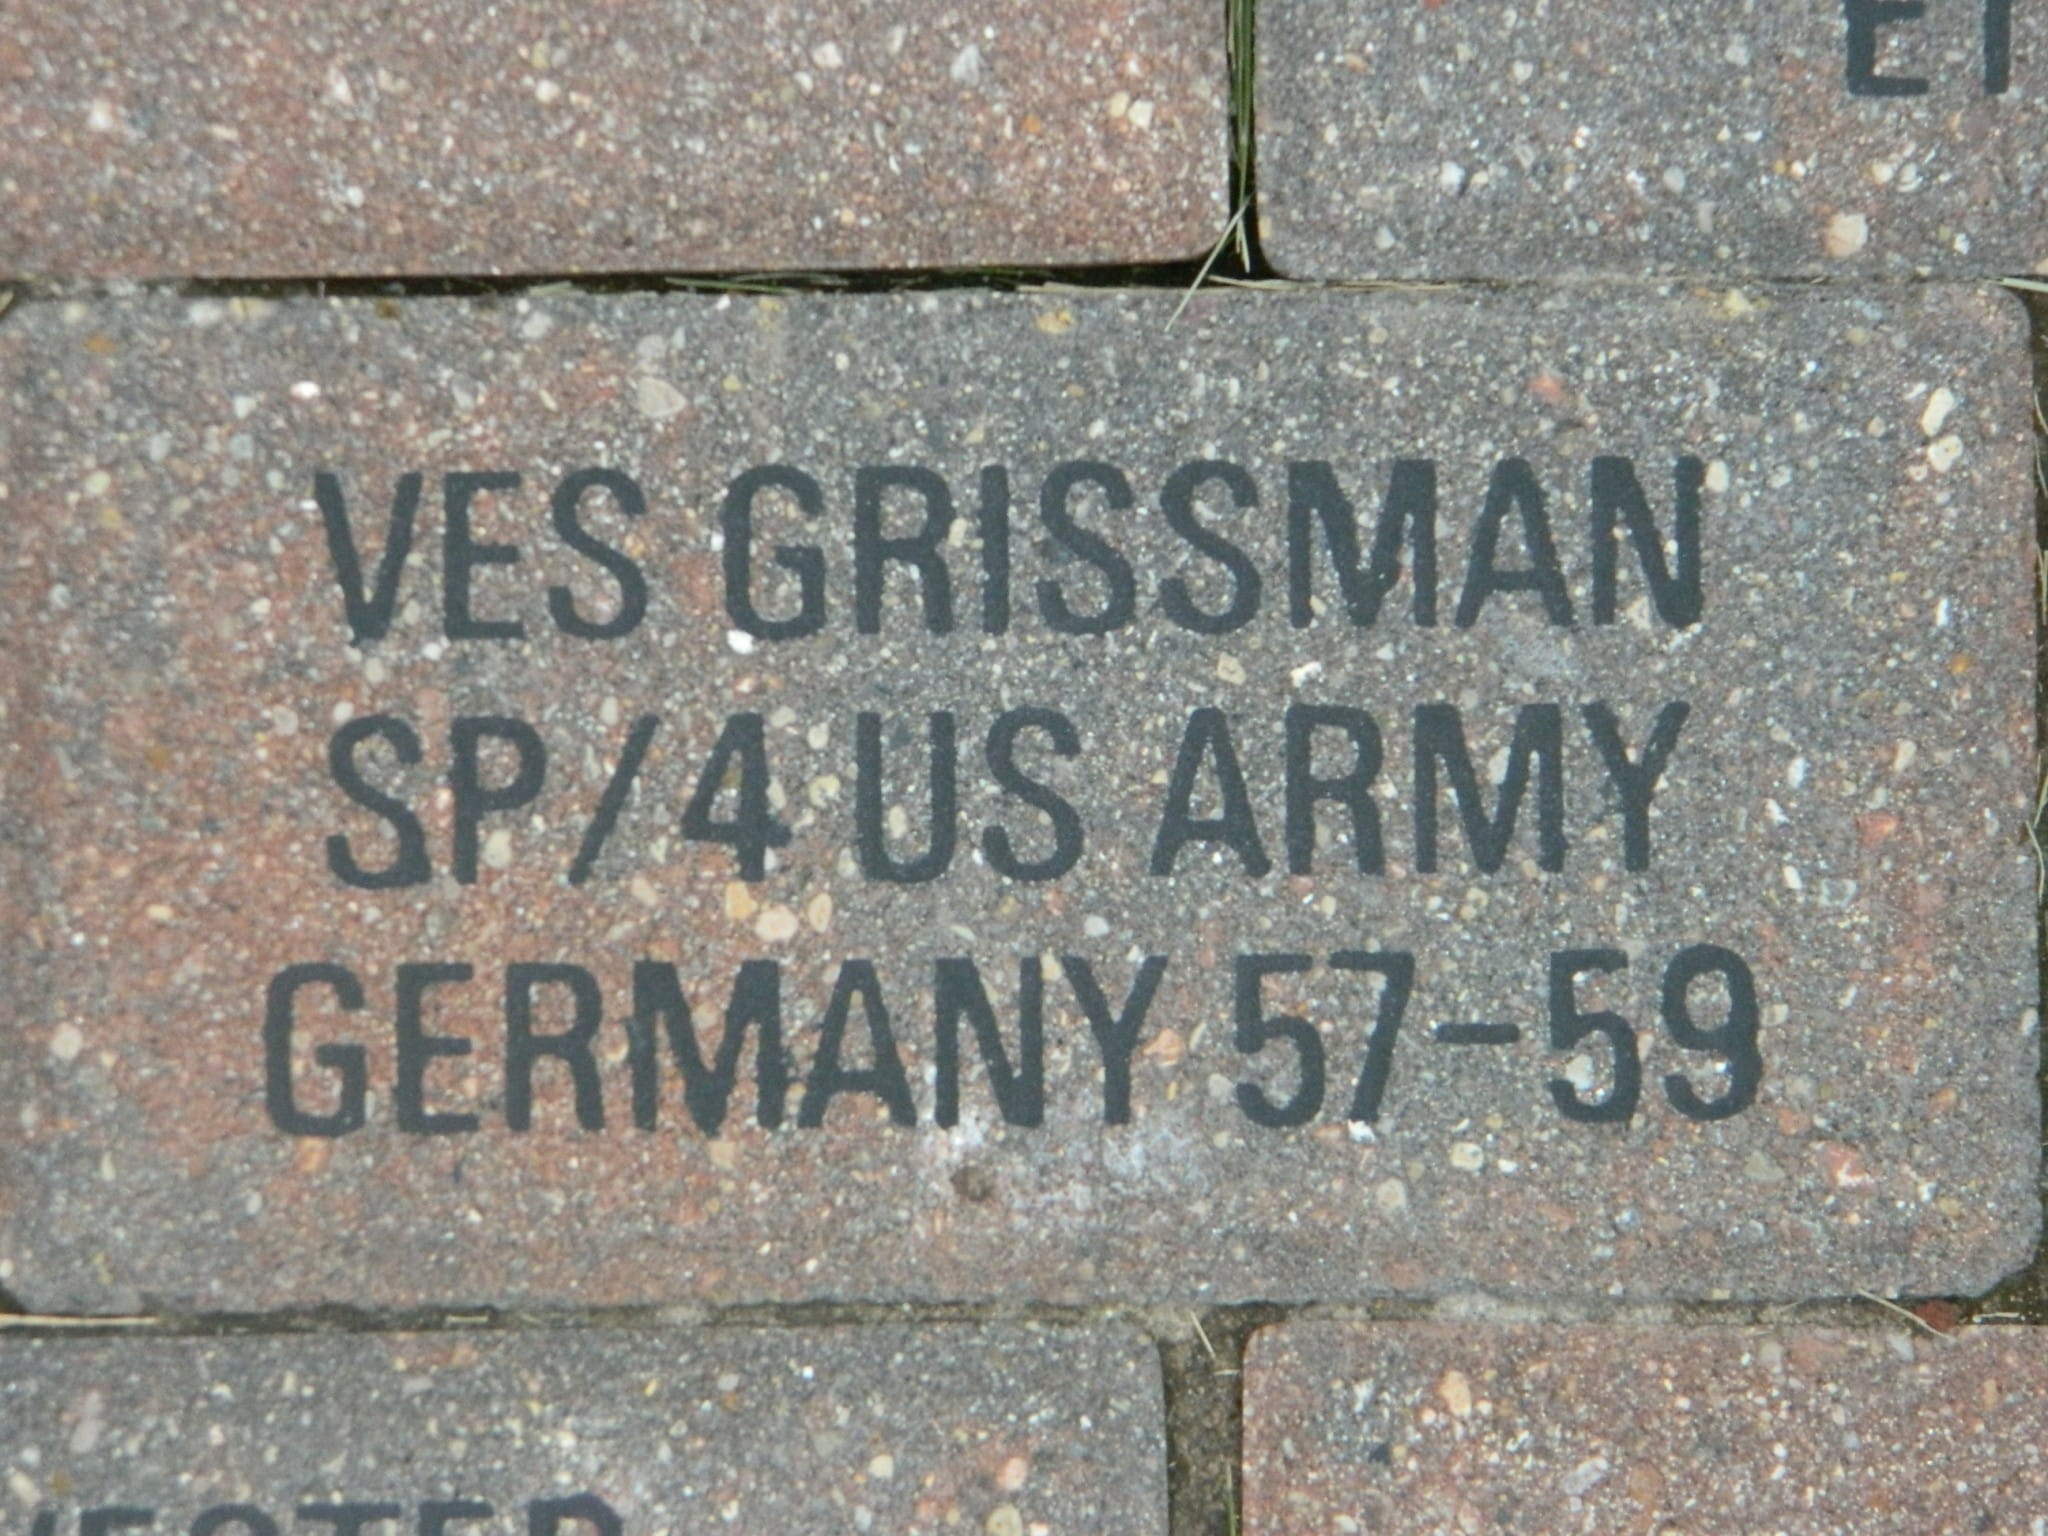 VES GRISSMAN
SP/4 US ARMY
GERMANY 57-59